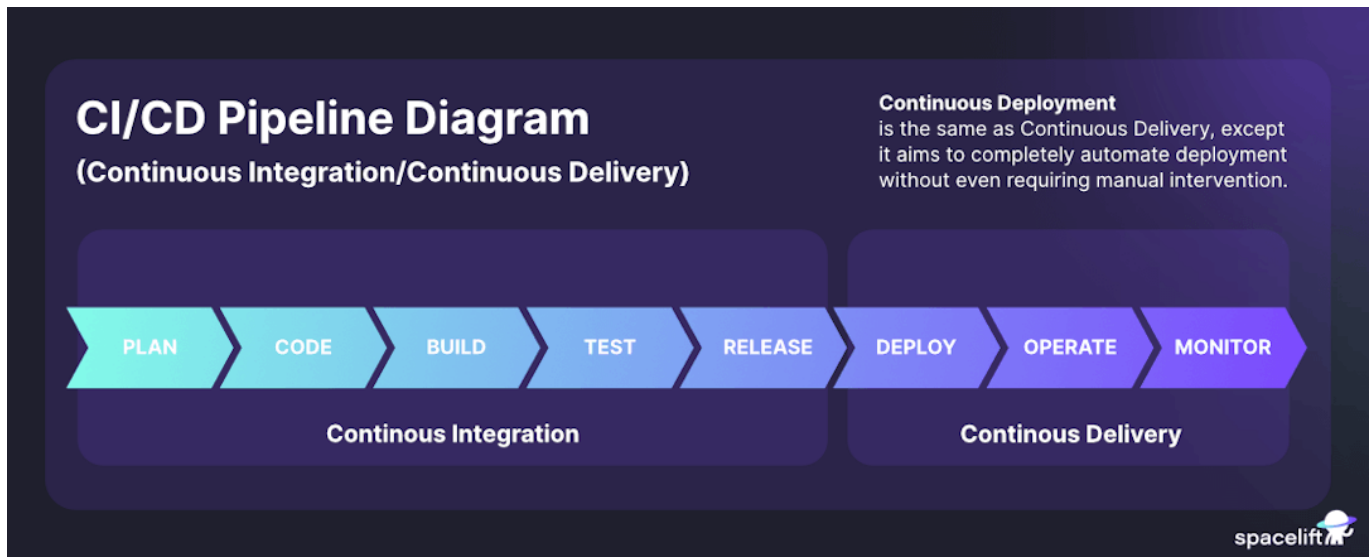 CI/CD Pipeline Diagram
(Continuous Integration/Continuous Delivery)
Continuous Deployment
is the same as Continuous Delivery, except
it aims to completely automate deployment
without even requiring manual intervention.
PLAN
CODE
BUILD
TEST
RELEASE
DEPLOY
OPERATE
MONITOR
Continous Integration
Continous Delivery
spacelift